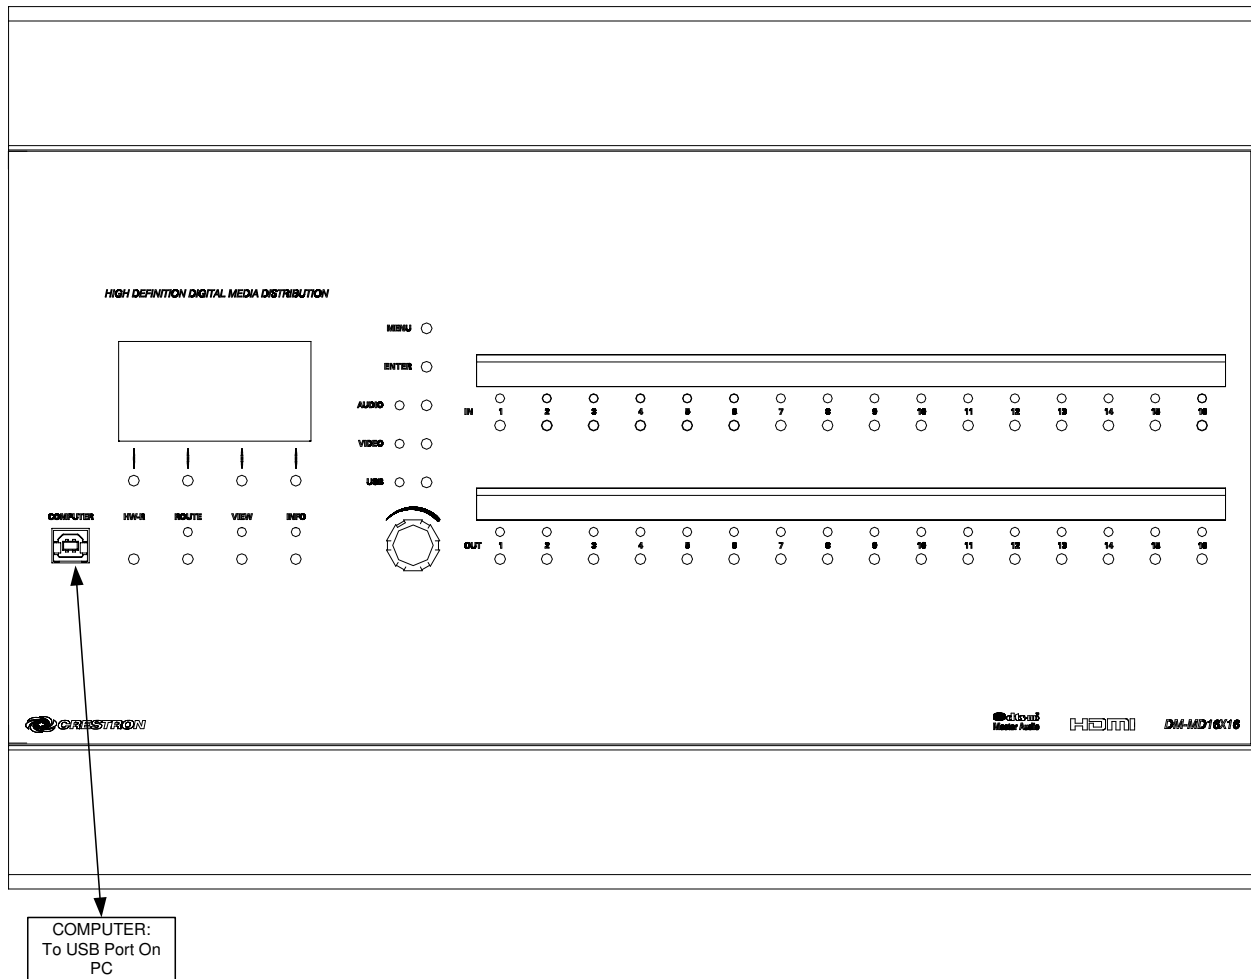 HIGH DEFINITION DIGITAL MEDIA DISTRIBUTION
MENU
ENTER
AUDIO
VIDEO
USB
IN 1 2 3 4 5 6 7 8 9 10 11 12 13 14 15 16
COMPUTER HW-R ROUTE VIEW INFO
OUT 1 2 3 4 5 6 7 8 9 10 11 12 13 14 15 16
CRESTRON
Master Audio
HDMI
DM-MD16X16
COMPUTER:
To USB Port On
PC